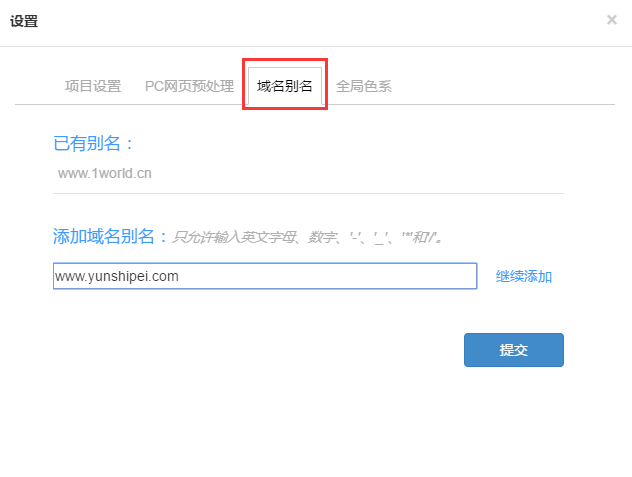 设置
×
项目设置 PC网页预处理 域名别名 全局色系
已有别名：
www.1world.cn
添加域名别名：只允许输入英文字母、数字、'-'、'_'、'*'和'/'。
www.yunshipei.com 继续添加
提交